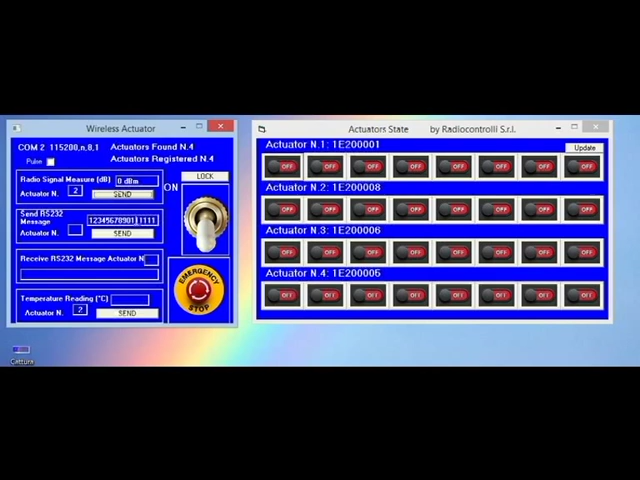 Wireless Actuator
COM 2 115200,n,8,1
Actuators Found N.4
Pulse
Actuators Registered N.4
Radio Signal Measure (dB)
0 dBm
Actuator N.
2
SEND
Send RS232
Message
Actuator N.
SEND
Receive RS232 Message Actuator N
Temperature Reading (°C)
Actuator N.
2
SEND
LOCK
ON
EMERGENCY
STOP
Actuators State by Radiocontrolli S.r.l.
Actuator N.1: 1E200001
Update
OFF OFF OFF OFF OFF OFF OFF OFF
Actuator N.2: 1E200008
OFF OFF OFF OFF OFF OFF OFF OFF
Actuator N.3: 1E200006
OFF OFF OFF OFF OFF OFF OFF OFF
Actuator N.4: 1E200005
OFF OFF OFF OFF OFF OFF OFF OFF
Cattura